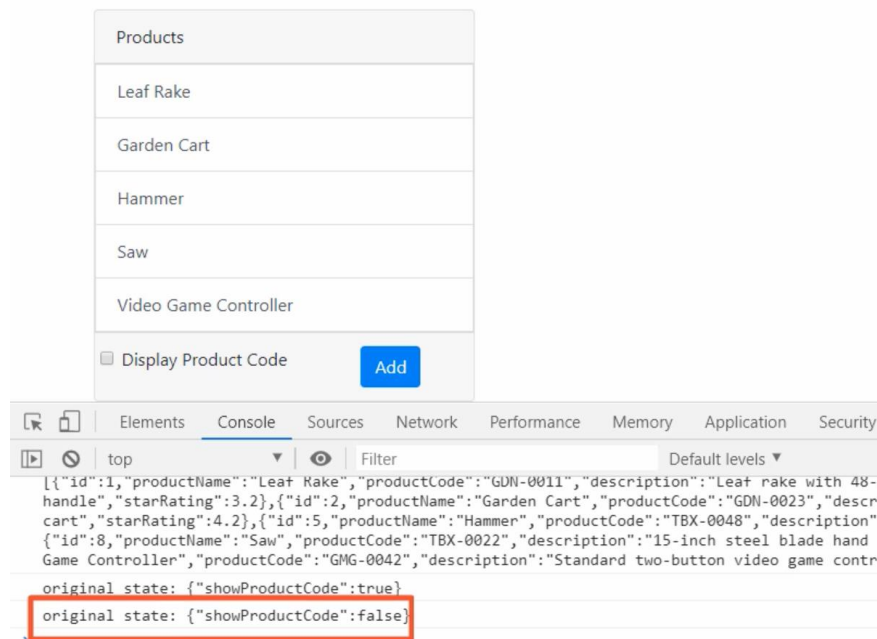 Products
Leaf Rake
Garden Cart
Hammer
Saw
Video Game Controller
Display Product Code
Add
Elements Console Sources Network Performance Memory Application Security
top Filter Default levels ▼
[{"id":1,"productName":"Leaf Rake","productCode":"GDN-0011","description":"Leaf rake with 48-
handle","starRating":3.2},{"id":2,"productName":"Garden Cart","productCode":"GDN-0023","descr
cart","starRating":4.2},{"id":5,"productName":"Hammer","productCode":"TBX-0048","description"
{"id":8,"productName":"Saw","productCode":"TBX-0022","description":"15-inch steel blade hand
Game Controller","productCode":"GMG-0042","description":"Standard two-button video game contr
original state: {"showProductCode":true}
original state: {"showProductCode":false}